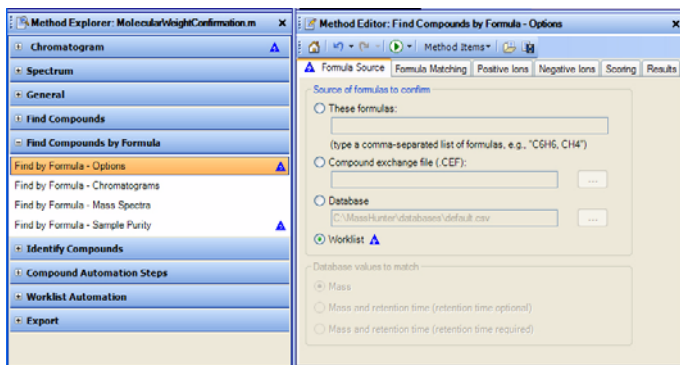 Method Explorer: MolecularWeightConfirmation.m
Chromatogram
Spectrum
General
Find Compounds
Find Compounds by Formula
Find by Formula - Options
Find by Formula - Chromatograms
Find by Formula - Mass Spectra
Find by Formula - Sample Purity
Identify Compounds
Compound Automation Steps
Worklist Automation
Export
Method Editor: Find Compounds by Formula - Options
Method Items
Formula Source Formula Matching Positive Ions Negative Ions Scoring Results
Source of formulas to confirm
These formulas:
(type a comma-separated list of formulas, e.g., "C6H6, CH4")
Compound exchange file (.CEF):
...
Database
C:\MassHunter\databases\default.csv ...
Worklist
Database values to match
Mass
Mass and retention time (retention time optional)
Mass and retention time (retention time required)